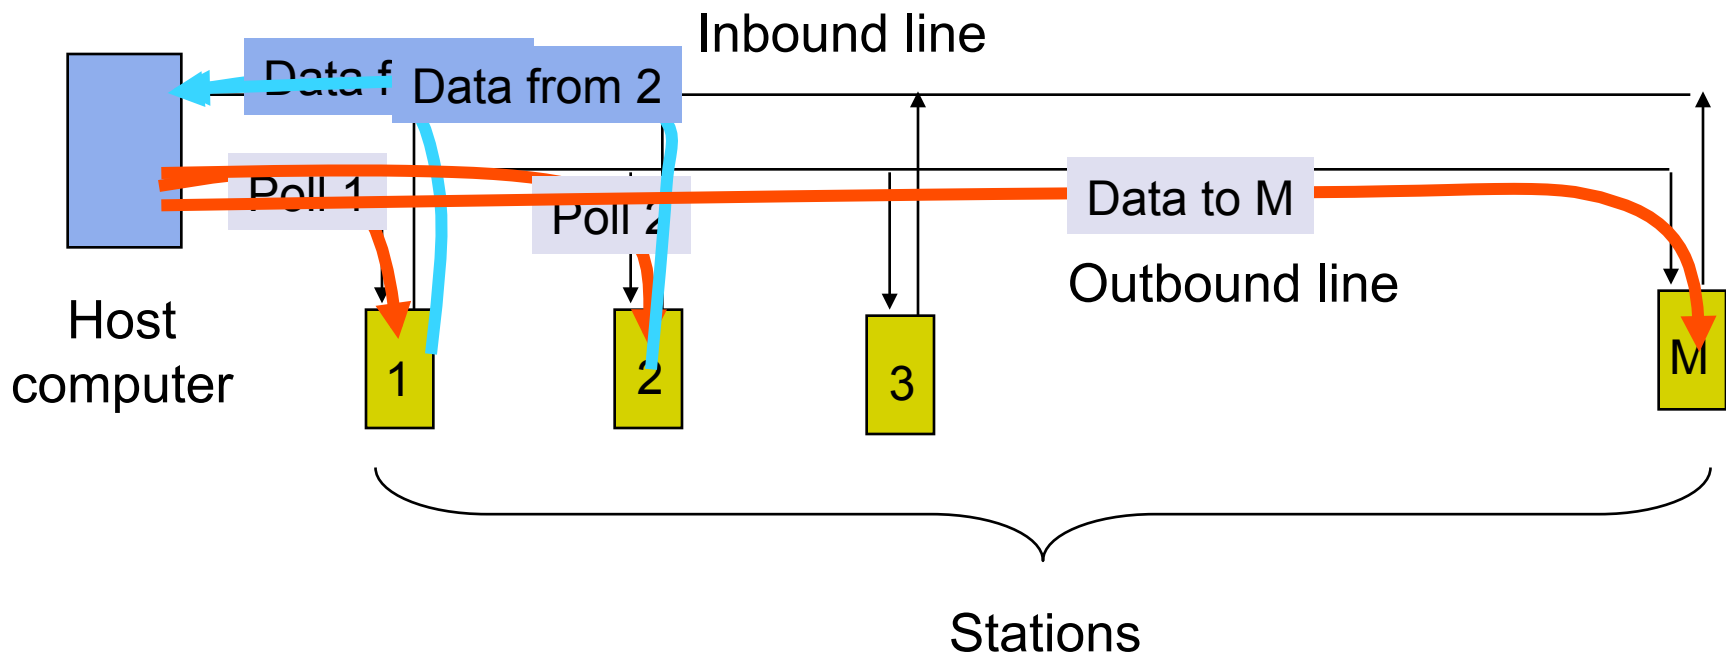 Inbound line
Data f
Data from 2
Poll 1
Poll 2
Data to M
Outbound line
Host
computer
1
2
3
M
Stations